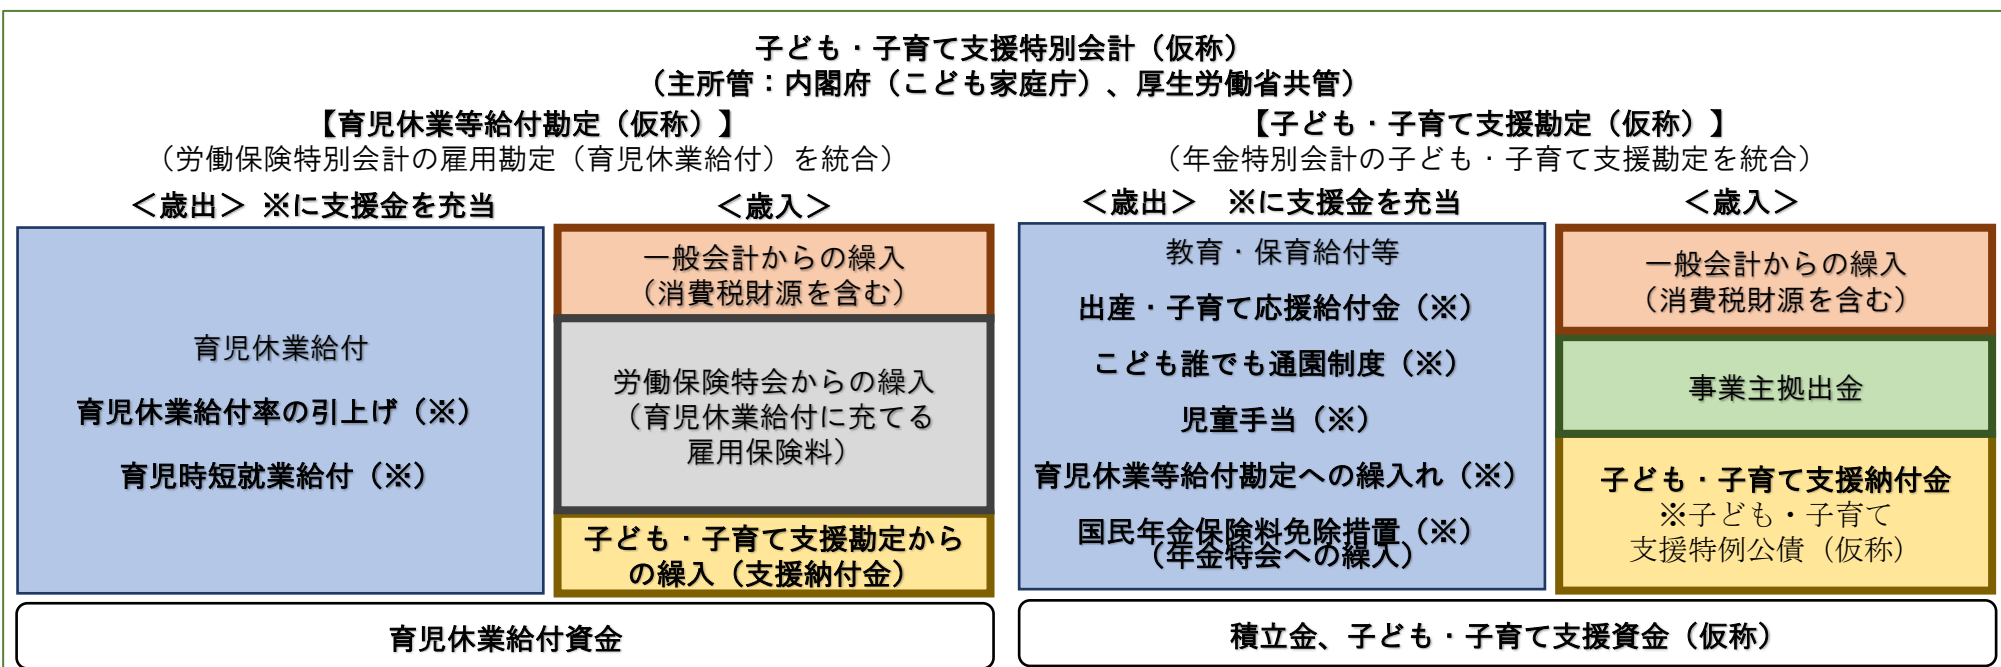 子ども・子育て支援特別会計（仮称）
（主所管：内閣府（こども家庭庁）、厚生労働省共管）
【育児休業等給付勘定（仮称）】
（労働保険特別会計の雇用勘定（育児休業給付）を統合）
＜歳出＞ ※に支援金を充当
＜歳入＞
育児休業給付
育児休業給付率の引上げ（※）
育児時短就業給付（※）
一般会計からの繰入
（消費税財源を含む）
労働保険特会からの繰入
（育児休業給付に充てる
雇用保険料）
子ども・子育て支援勘定から
の繰入（支援納付金）
育児休業給付資金
【子ども・子育て支援勘定（仮称）】
（年金特別会計の子ども・子育て支援勘定を統合）
＜歳出＞ ※に支援金を充当
＜歳入＞
教育・保育給付等
出産・子育て応援給付金（※）
こども誰でも通園制度（※）
児童手当（※）
育児休業等給付勘定への繰入れ（※）
国民年金保険料免除措置（※）
（年金特会への繰入）
一般会計からの繰入
（消費税財源を含む）
事業主拠出金
子ども・子育て支援納付金
※子ども・子育て
支援特例公債（仮称）
積立金、子ども・子育て支援資金（仮称）